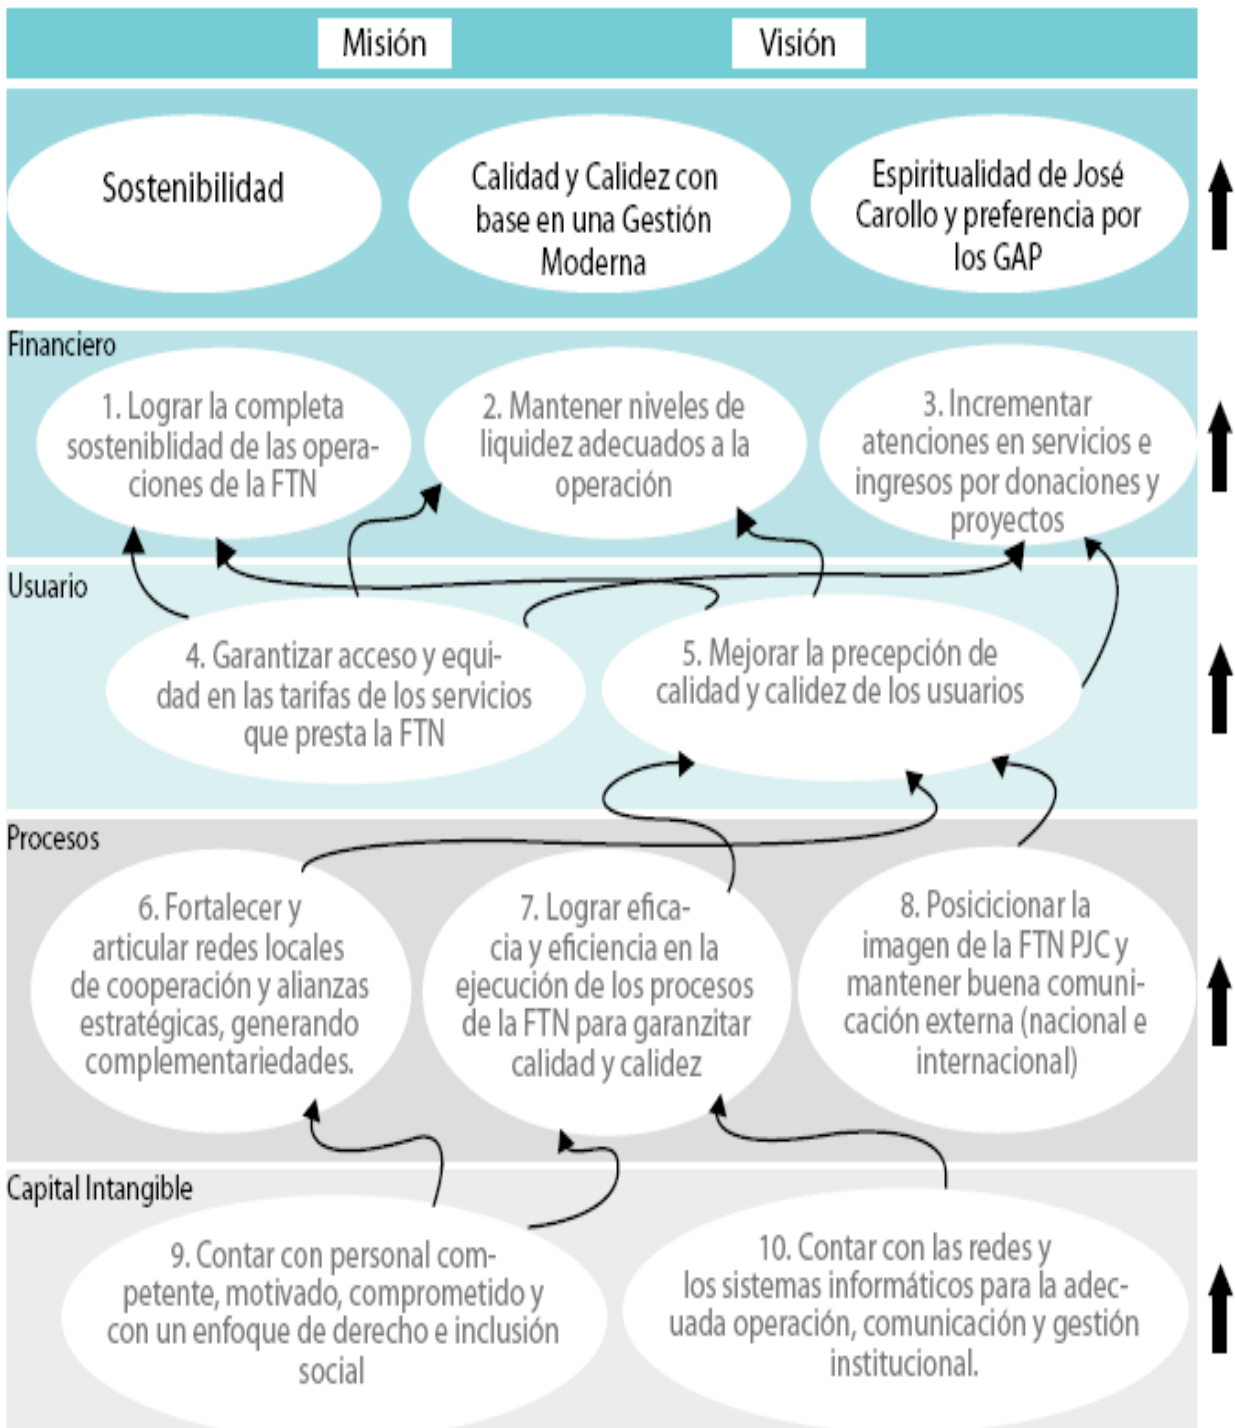 Misión
Visión
Sostenibilidad
Calidad y Calidez con
base en una Gestión
Moderna
Espiritualidad de José
Carollo y preferencia por
los GAP
Financiero
1. Lograr la completa
sosteniblidad de las opera-
ciones de la FTN
2. Mantener niveles de
liquidez adecuados a la
operación
3. Incrementar
atenciones en servicios e
ingresos por donaciones y
proyectos
Usuario
4. Garantizar acceso y equi-
dad en las tarifas de los servicios
que presta la FTN
5. Mejorar la precepción de
calidad y calidez de los usuarios
Procesos
6. Fortalecer y
articular redes locales
de cooperación y alianzas
estratégicas, generando
complementariedades.
7. Lograr efica-
cia y eficiencia en la
ejecución de los procesos
de la FTN para garanzitar
calidad y calidez
8. Posicicionar la
imagen de la FTN PJC y
mantener buena comuni-
cación externa (nacional e
internacional)
Capital Intangible
9. Contar con personal com-
petente, motivado, comprometido y
con un enfoque de derecho e inclusión
social
10. Contar con las redes y
los sistemas informáticos para la adec-
uada operación, comunicación y gestión
institucional.